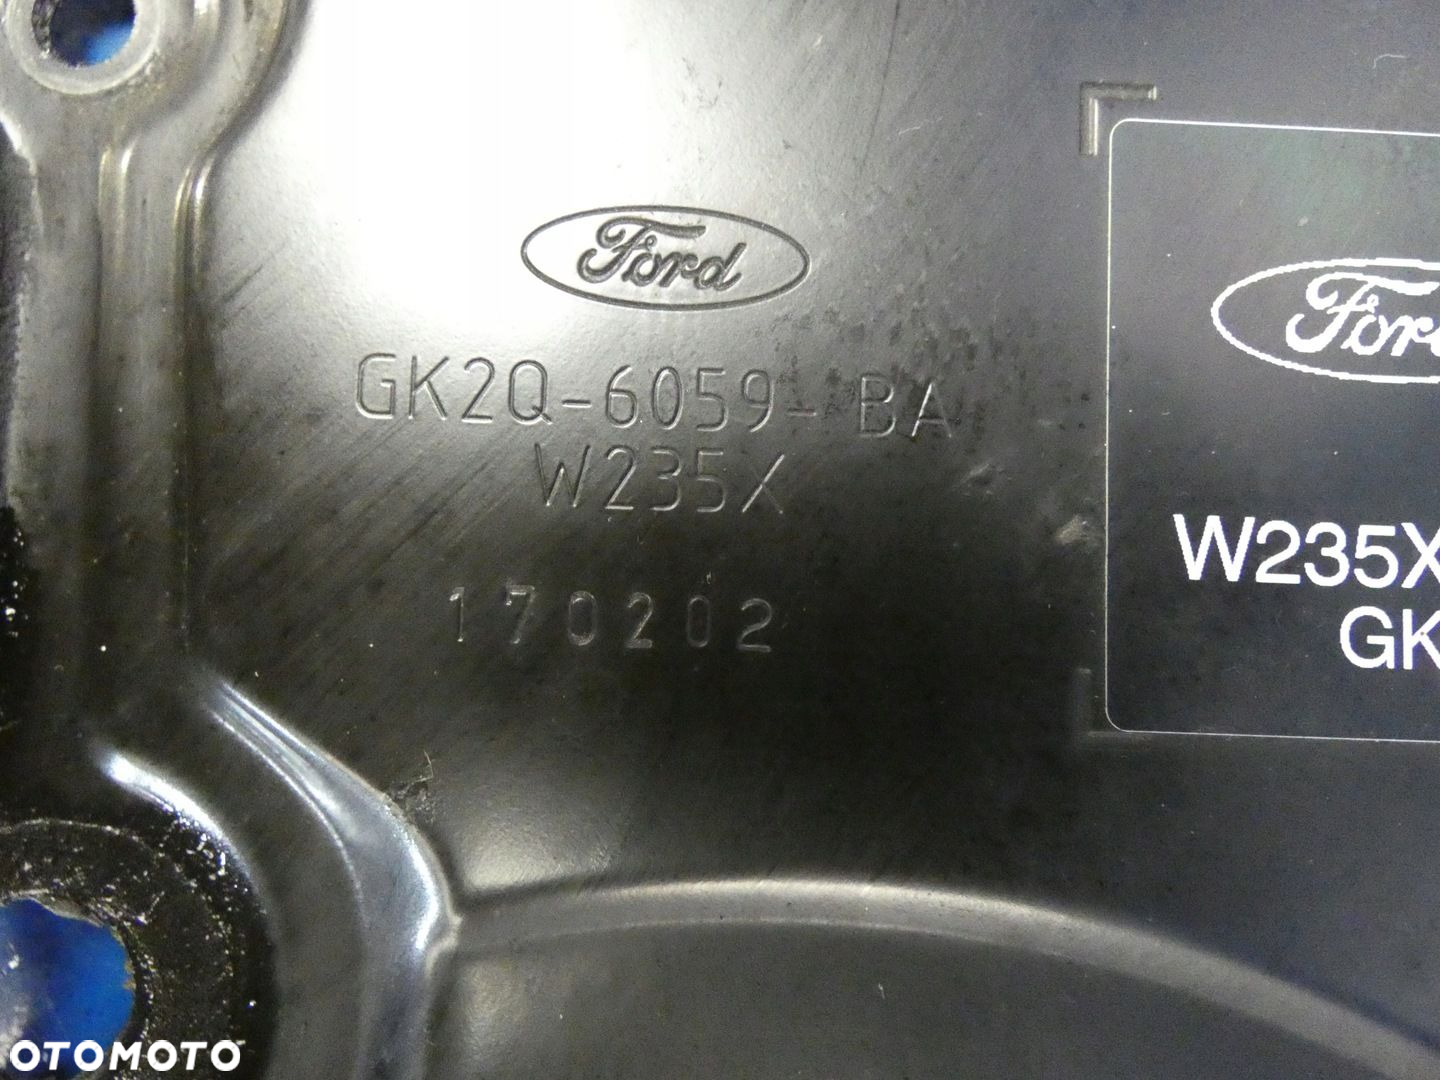 Ford
GK2Q-6059- BA
W235X
170202
Ford
W235X
GK
OTOMOTO